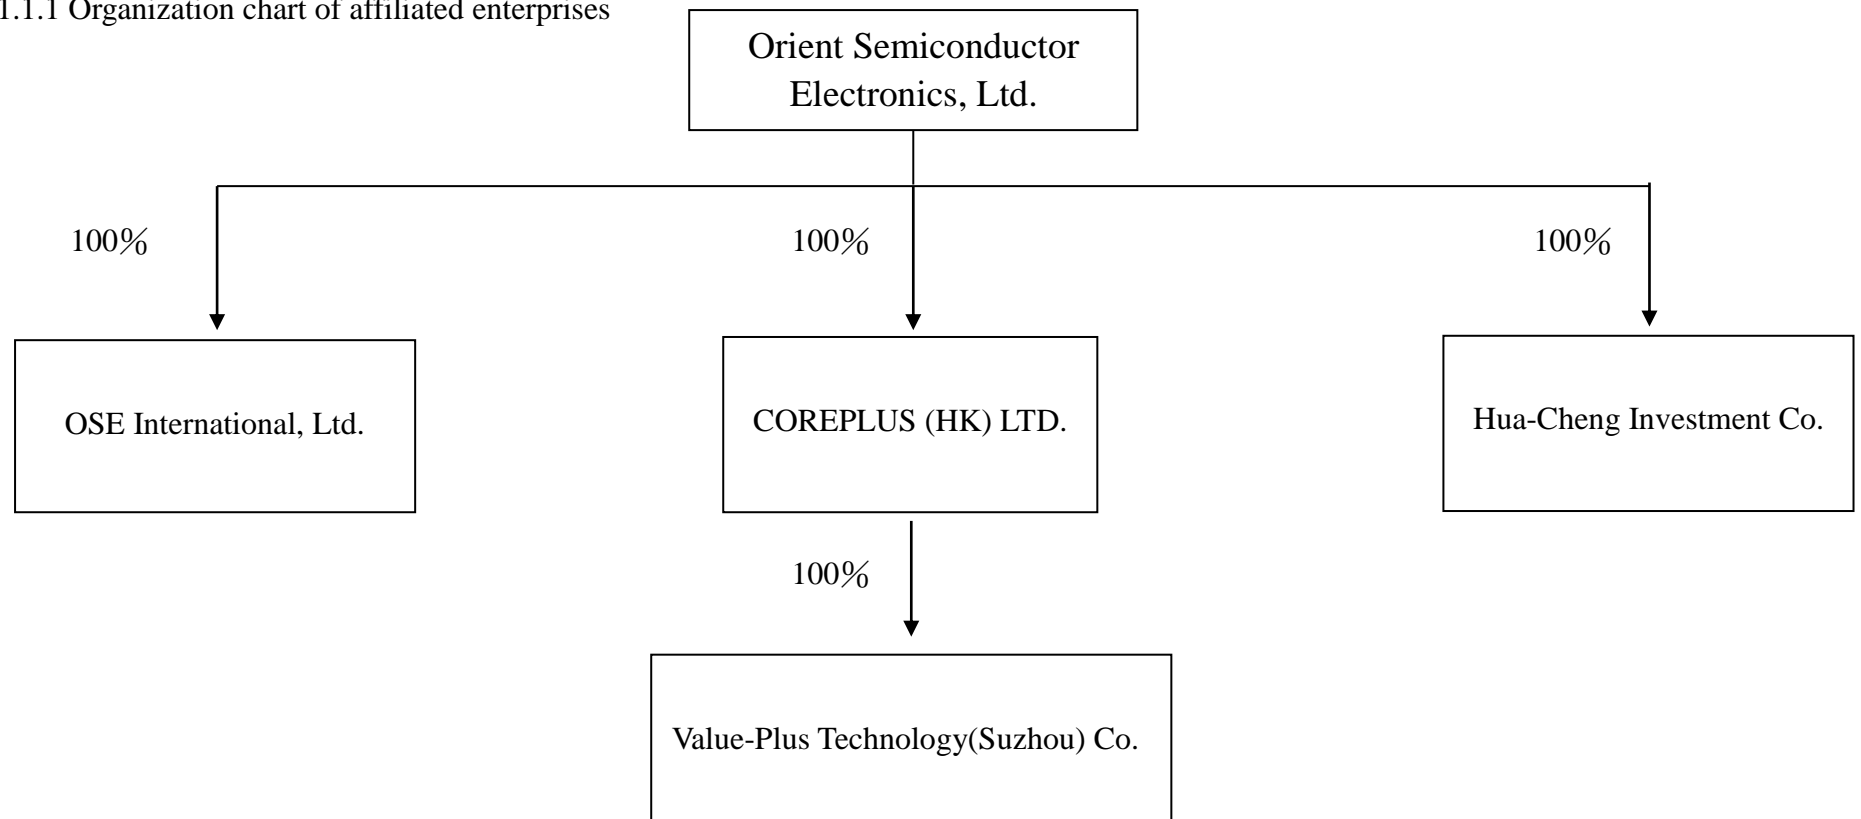 1.1.1 Organization chart of affiliated enterprises
Orient Semiconductor
Electronics, Ltd.
100%
100%
100%
OSE International, Ltd.
COREPLUS (HK) LTD.
Hua-Cheng Investment Co.
100%
Value-Plus Technology(Suzhou) Co.